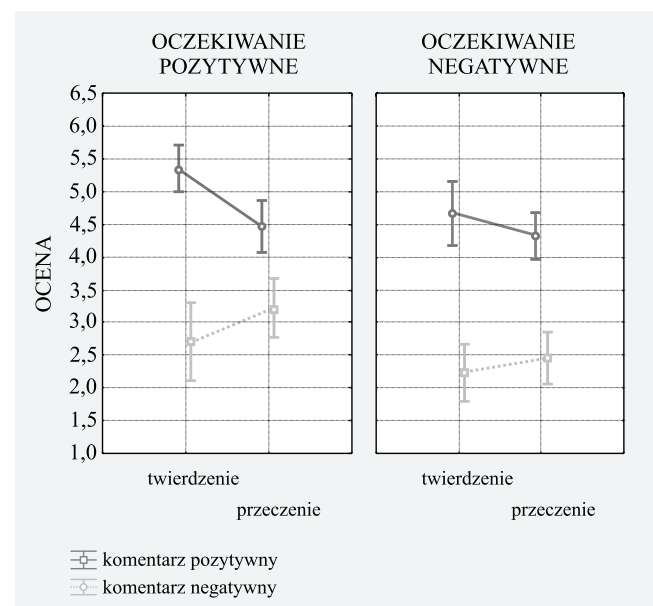 OCZEKIWANIE
POZYTYWNE
OCZEKIWANIE
NEGATYWNE
OCENA
6,5
6,0
5,5
5,0
4,5
4,0
3,5
3,0
2,5
2,0
1,5
1,0
twierdzenie
przeczenie
twierdzenie
przeczenie
komentarz pozytywny
komentarz negatywny